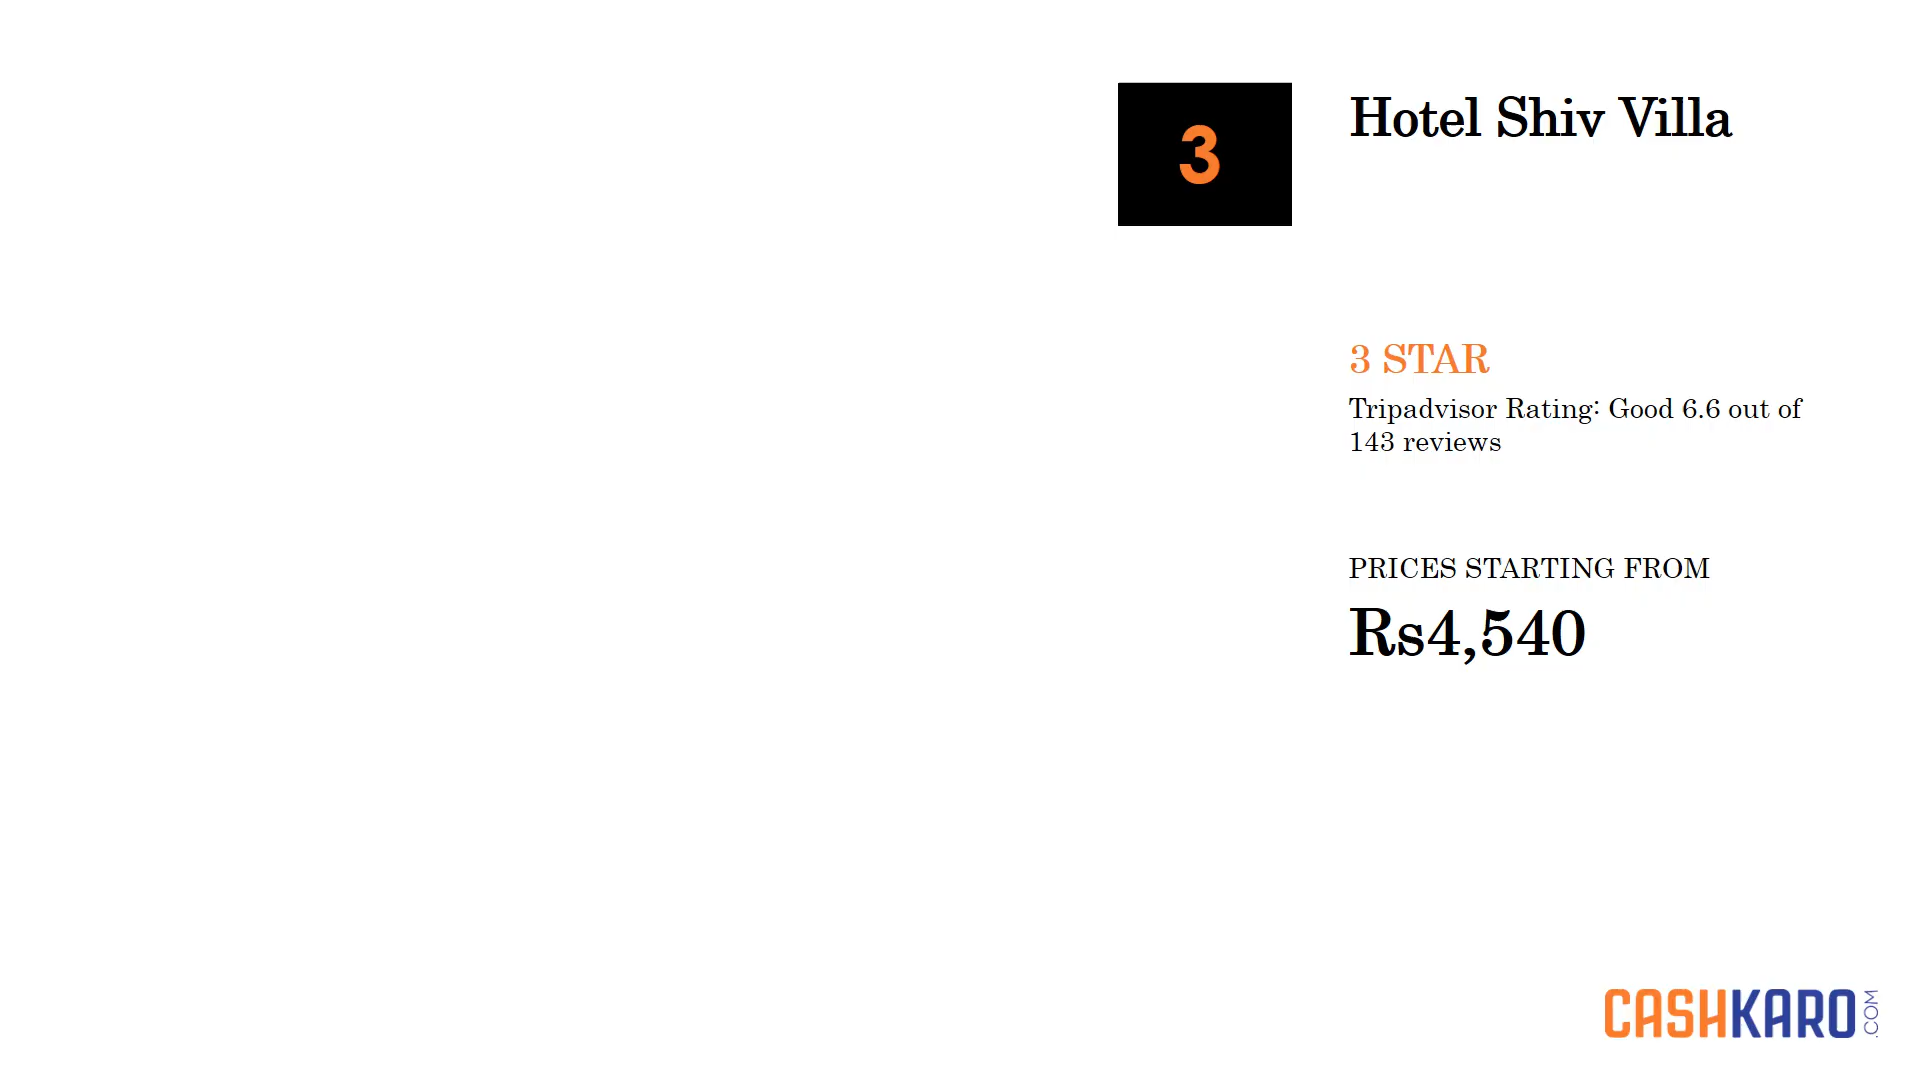 3
Hotel Shiv Villa
3 STAR
Tripadvisor Rating: Good 6.6 out of
143 reviews
PRICES STARTING FROM
Rs4,540
CASHKARO.COM